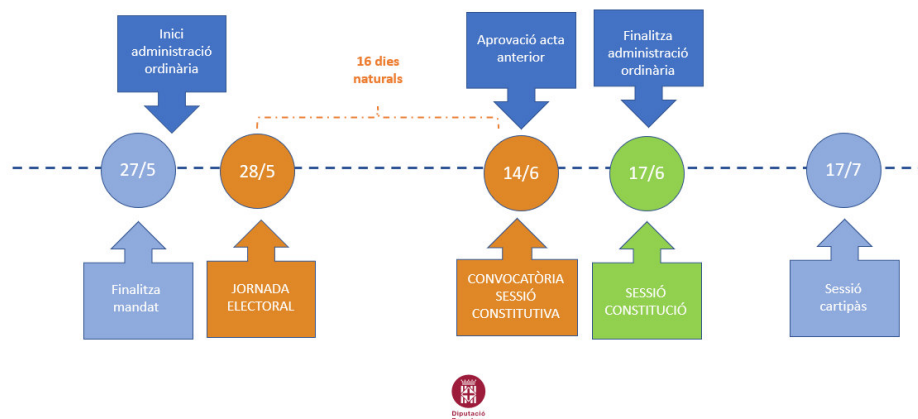 Inici
administració
ordinària
16 dies
naturals
Aprovació acta
anterior
Finalitza
administració
ordinària
27/5
28/5
14/6
17/6
17/7
Finalitza
mandat
JORNADA
ELECTORAL
CONVOCATÒRIA
SESSIÓ
CONSTITUTIVA
SESSIÓ
CONSTITUCIÓ
Sessió
cartipàs
Diputació